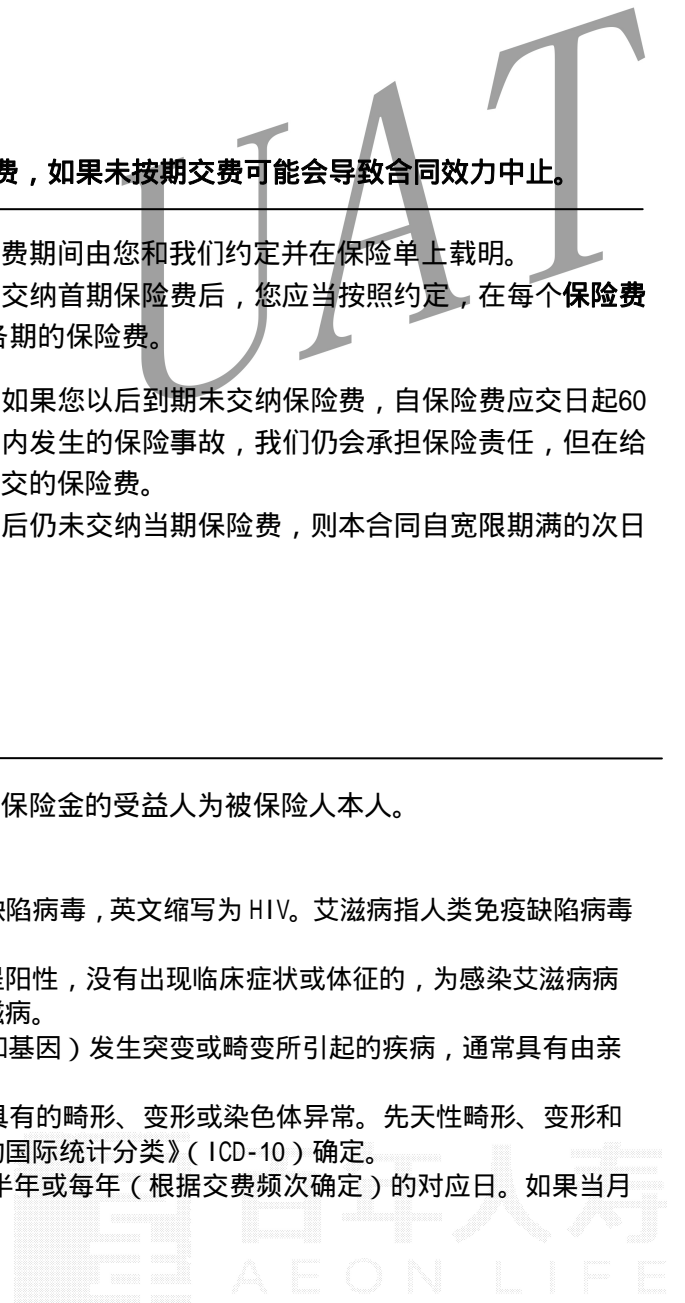 UAT
费，如果未按期交费可能会导致合同效力中止。
费期间由您和我们约定并在保险单上载明。
交纳首期保险费后，您应当按照约定，在每个保险费
各期的保险费。
如果您以后到期未交纳保险费，自保险费应交日起60
内发生的保险事故，我们仍会承担保险责任，但在给
交的保险费。
后仍未交纳当期保险费，则本合同自宽限期满的次日
保险金的受益人为被保险人本人。
缺陷病毒，英文缩写为 HIV。艾滋病指人类免疫缺陷病毒
呈阳性，没有出现临床症状或体征的，为感染艾滋病病
滋病。
和基因）发生突变或畸变所引起的疾病，通常具有由亲
具有的畸形、变形或染色体异常。先天性畸形、变形和
的国际统计分类》（ICD-10）确定。
半年或每年（根据交费频次确定）的对应日。如果当月
百年人寿
AEON LIFE